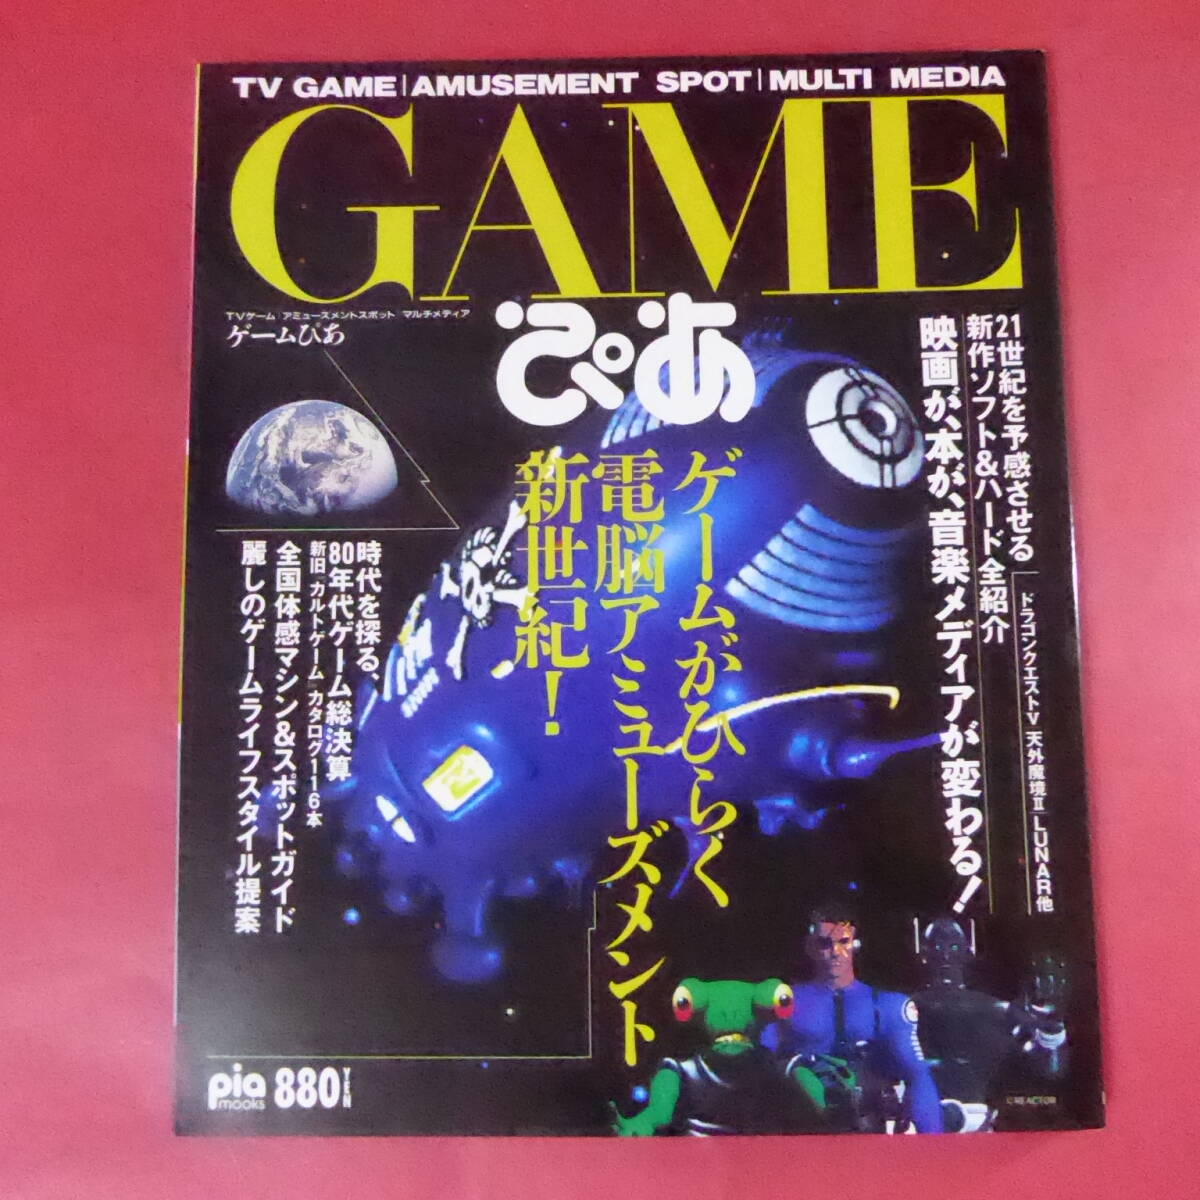 TV GAME|AMUSEMENT SPOT|MULTI MEDIA
GAME
ぴあ
TVゲーム|アミューズメントスポット マルチメディア
ゲームぴあ
21世紀を予感させる
新作ソフト&ハード全紹介
ドラゴンクエストV|天外魔境II|LUNAR他
映画が、本が、音楽メディアが変わる!
ゲームがひらく
電脳アミューズメント
新世紀!
時代を探る、
80年代ゲーム総決算
新旧「カルトゲーム」カタログ116本
全国体感マシン&スポットガイド
麗しのゲームライフスタイル提案
pia
mooks
880YEN
©REACTOR